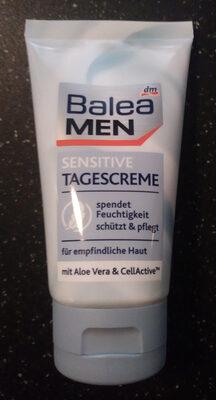 dm
Balea
MEN
SENSITIVE
TAGESCREME
spendet
Feuchtigkeit
schützt & pflegt
für empfindliche Haut
mit Aloe Vera & CellActive™